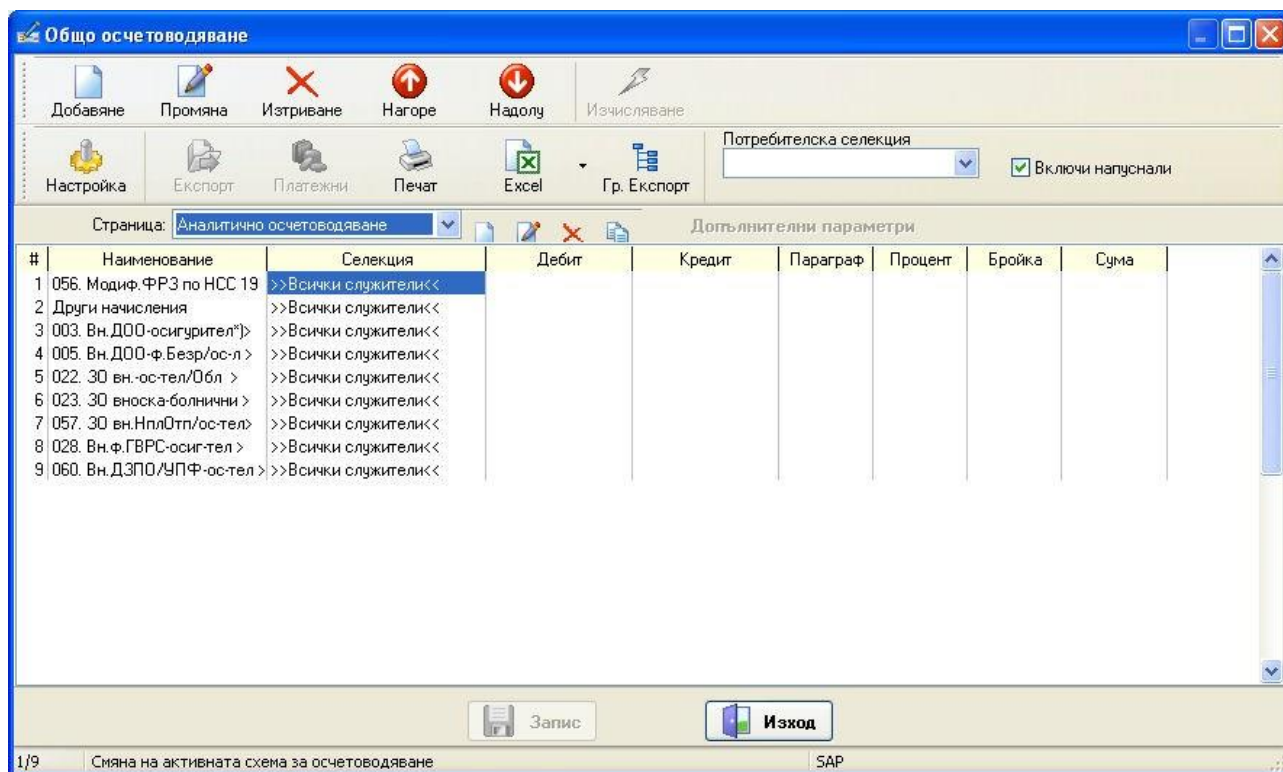 Общо осчетоводяване
Добавяне Промяна Изтриване Нагоре Надолу Изчисляване
Потребителска селекция
Настройка Експорт Платежни Печат Excel Гр. Експорт Включи напуснали
Страница: Аналитично осчетоводяване Допълнителни параметри
# Наименование Селекция Дебит Кредит Параграф Процент Бройка Сума
1 056. Модиф.ФРЗ по НСС 19 >>Всички служители<<
2 Други начисления >>Всички служители<<
3 003. Вн.ДОО-осигурител*)> >>Всички служители<<
4 005. Вн.ДОО-ф.Безр/ос-л > >>Всички служители<<
5 022. ЗО вн.-ос-тел/Обл > >>Всички служители<<
6 023. ЗО вноска-болнични > >>Всички служители<<
7 057. ЗО вн.НплОтп/ос-тел> >>Всички служители<<
8 028. Вн.ф.ГВРС-осиг-тел > >>Всички служители<<
9 060. Вн.ДЗПО/УПФ-ос-тел > >>Всички служители<<
Запис Изход
1/9 Смяна на активната схема за осчетоводяване SAP